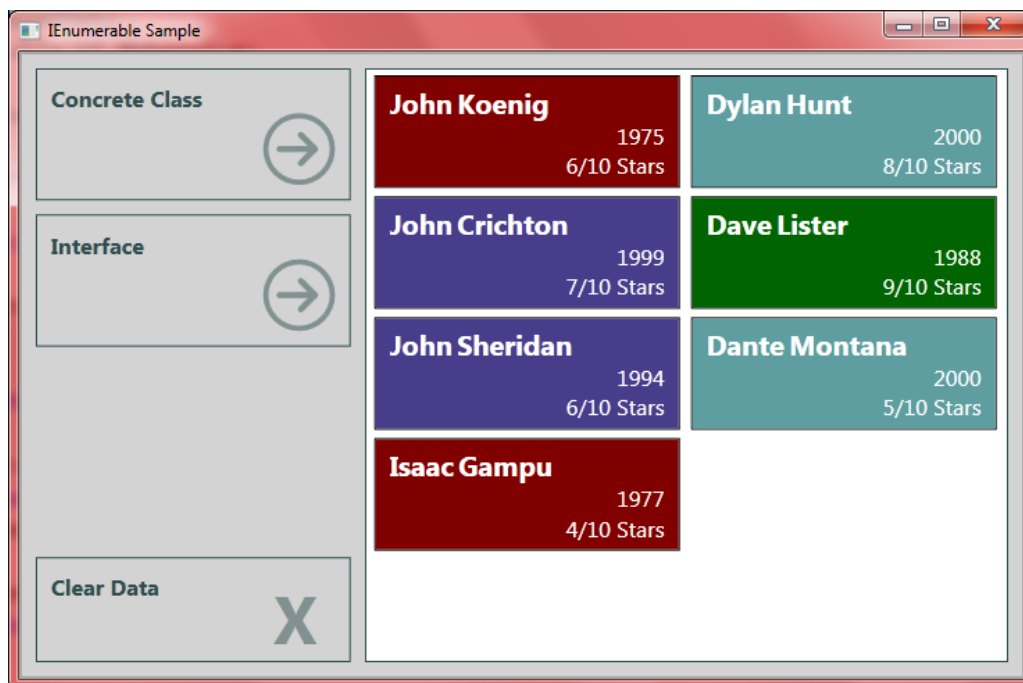 IEnumerable Sample
Concrete Class
Interface
Clear Data
X
John Koenig
1975
6/10 Stars
Dylan Hunt
2000
8/10 Stars
John Crichton
1999
7/10 Stars
Dave Lister
1988
9/10 Stars
John Sheridan
1994
6/10 Stars
Dante Montana
2000
5/10 Stars
Isaac Gampu
1977
4/10 Stars